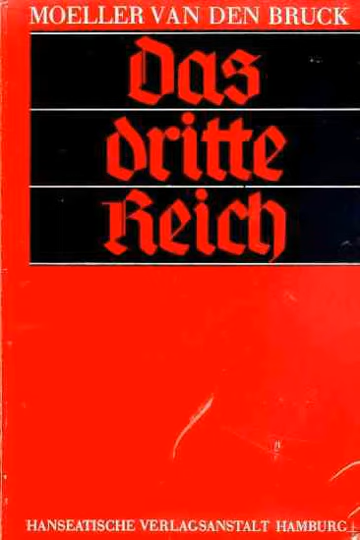 MOELLER VAN DEN BRUCK
Das
dritte
Reich
HANSEATISCHE VERLAGSANSTALT HAMBURG